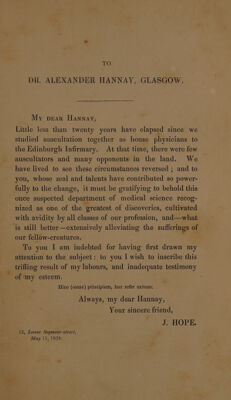 TO
DR. ALEXANDER HANNAY, GLASGOW.
MY DEAR HANNAY,
Little less than twenty years have elapsed since we
studied auscultation together as house physicians to
the Edinburgh Infirmary. At that time, there were few
auscultators and many opponents in the land. We
have lived to see these circumstances reversed; and to
you, whose zeal and talents have contributed so power-
fully to the change, it must be gratifying to behold this
once suspected department of medical science recog-
nized as one of the greatest of discoveries, cultivated
with avidity by all classes of our profession, and—what
is still better—extensively alleviating the sufferings of
our fellow-creatures.
To you I am indebted for having first drawn my
attention to the subject: to you I wish to inscribe this
trifling result of my labours, and inadequate testimony
of my esteem.
Hinc (omne) principium, huc refer exitum.
Always, my dear Hannay,
Your sincere friend,
J. HOPE.
13, Lower Seymour-street,
May 11, 1839.